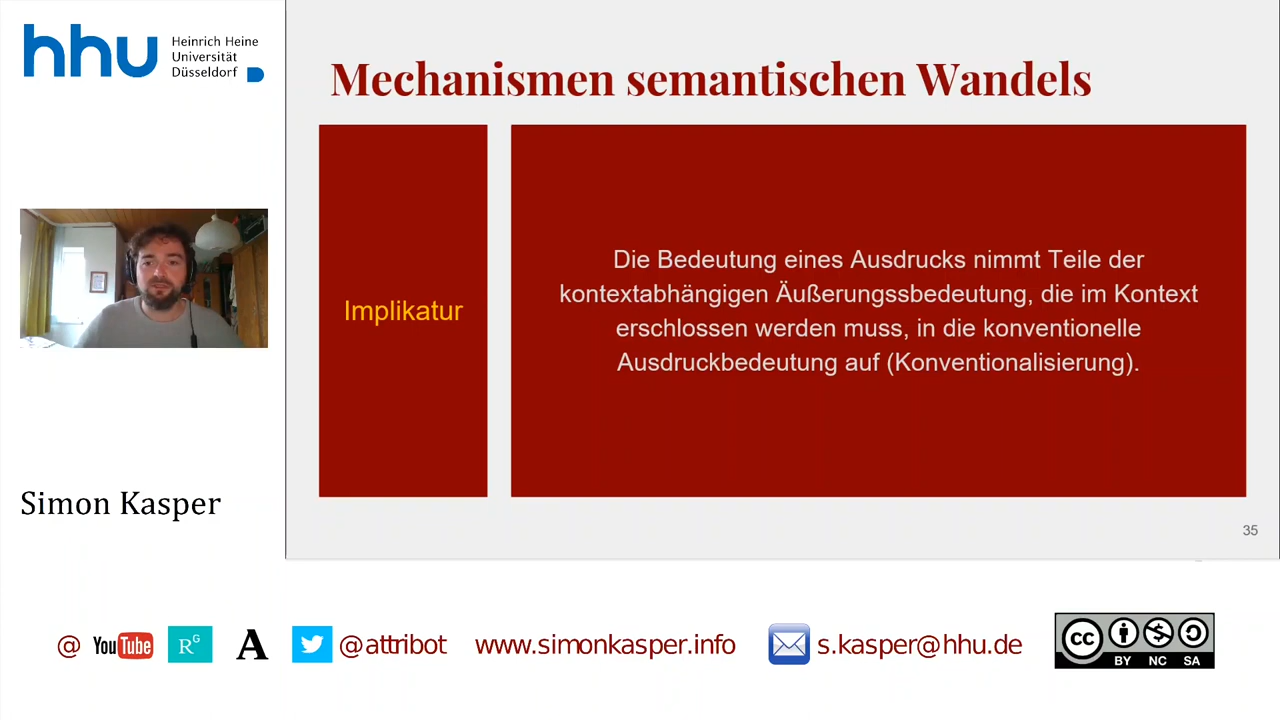 hhu Heinrich Heine
Universität
Düsseldorf
Mechanismen semantischen Wandels
Implikatur
Die Bedeutung eines Ausdrucks nimmt Teile der
kontextabhängigen Äußerungssbedeutung, die im Kontext
erschlossen werden muss, in die konventionelle
Ausdruckbedeutung auf (Konventionalisierung).
Simon Kasper
35
@ YouTube RG A @attribot www.simonkasper.info s.kasper@hhu.de
cc BY NC SA